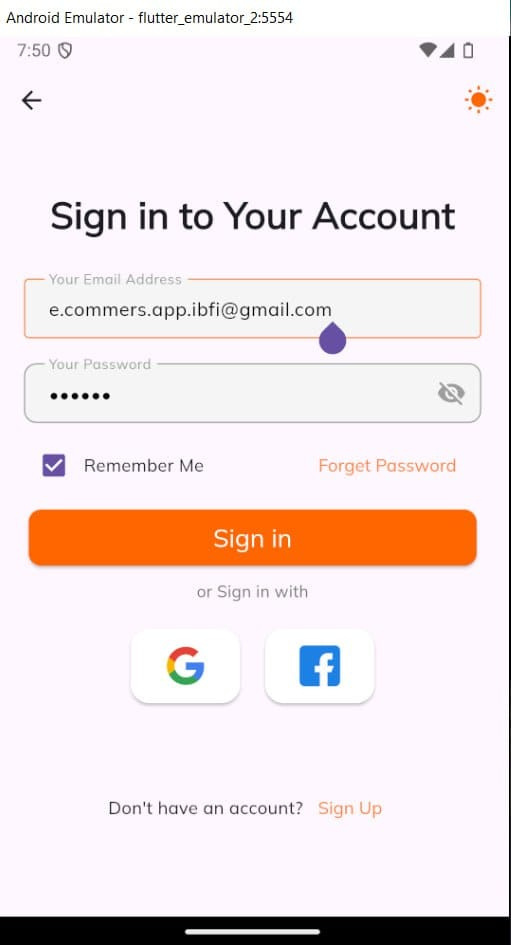 Android Emulator - flutter_emulator_2:5554
7:50
Sign in to Your Account
Your Email Address
e.commers.app.ibfi@gmail.com
Your Password
••••••
Remember Me
Forget Password
Sign in
or Sign in with
Don't have an account? Sign Up